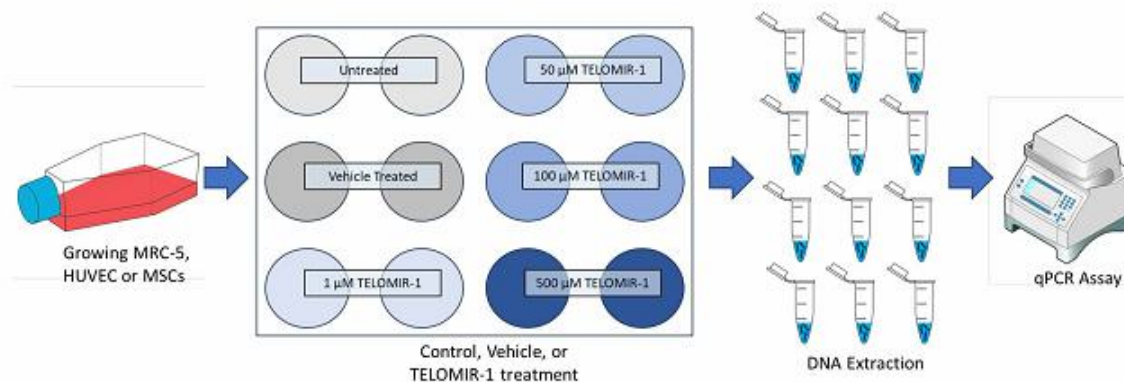 Growing MRC-5,
HUVEC or MSCs
Untreated
50 µM TELOMIR-1
Vehicle Treated
100 µM TELOMIR-1
1 µM TELOMIR-1
500 µM TELOMIR-1
Control, Vehicle, or
TELOMIR-1 treatment
DNA Extraction
qPCR Assay